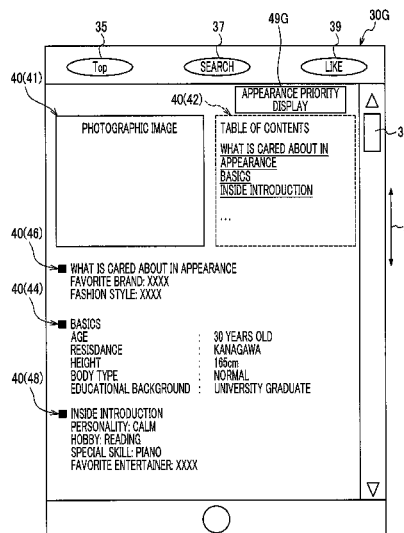 35 37 49G 39 30G
Top SEARCH LIKE
40(41) 40(42) APPEARANCE PRIORITY
DISPLAY
PHOTOGRAPHIC IMAGE
TABLE OF CONTENTS
WHAT IS CARED ABOUT IN
APPEARANCE
BASICS
INSIDE INTRODUCTION
...
3
40(46)
WHAT IS CARED ABOUT IN APPEARANCE
FAVORITE BRAND: XXXX
FASHION STYLE: XXXX
40(44)
BASICS
AGE : 30 YEARS OLD
RESISDANCE : KANAGAWA
HEIGHT : 165cm
BODY TYPE : NORMAL
EDUCATIONAL BACKGROUND : UNIVERSITY GRADUATE
40(48)
INSIDE INTRODUCTION
PERSONALITY: CALM
HOBBY: READING
SPECIAL SKILL: PIANO
FAVORITE ENTERTAINER: XXXX